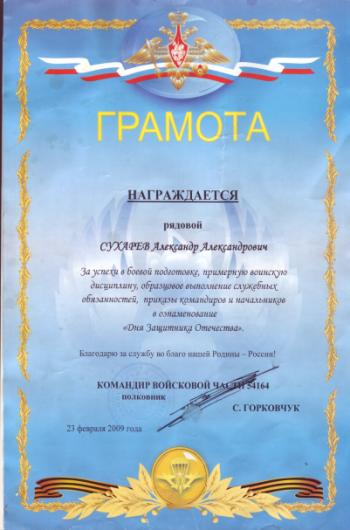 ГРАМОТА
НАГРАЖДАЕТСЯ
рядовой
СУХАРЕВ Александр Александрович
За успехи в боевой подготовке, примерную воинскую
дисциплину, образцовое выполнение служебных
обязанностей, приказы командиров и начальников
в ознаменование
«Дня Защитника Отечества».
Благодарю за службу во благо нашей Родины – Россия!
КОМАНДИР ВОЙСКОВОЙ ЧАСТИ 54164
полковник
С. ГОРКОВЧУК
23 февраля 2009 года